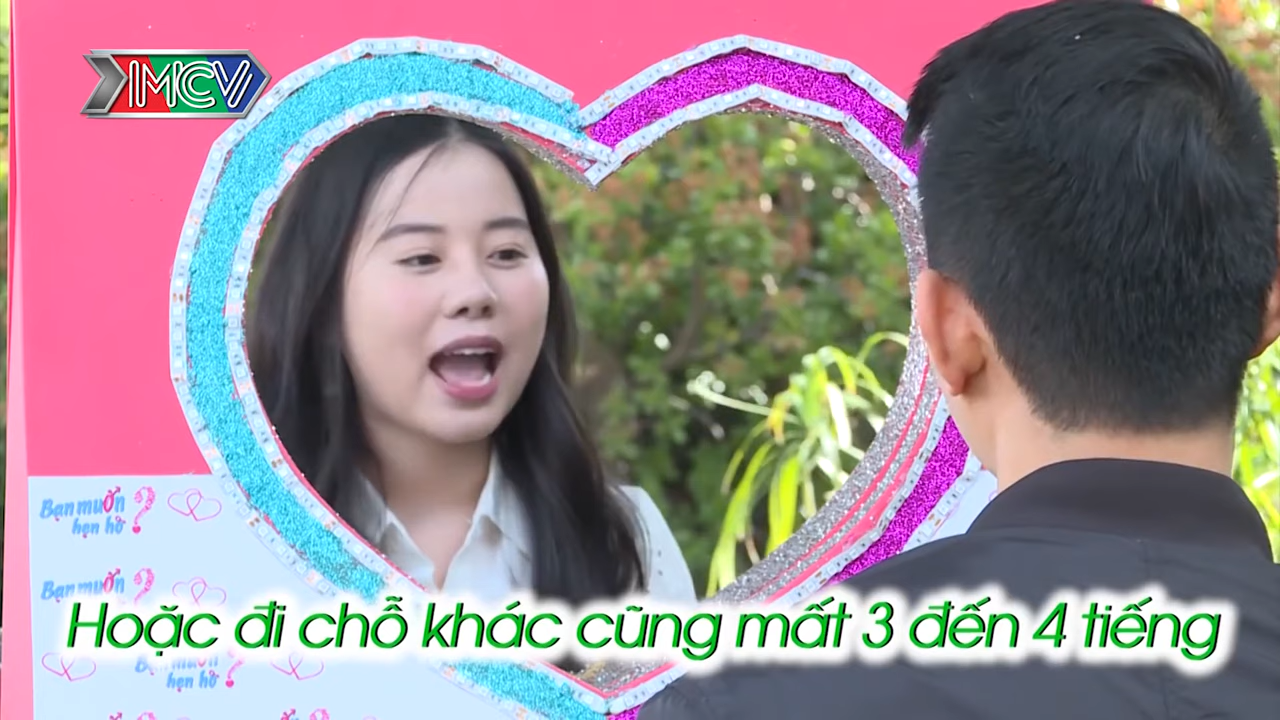 MCV
Bạn muốn
hẹn hò ?
Bạn muốn
Hoặc đi chỗ khác cũng mất 3 đến 4 tiếng
Bạn muốn
hẹn hò ?